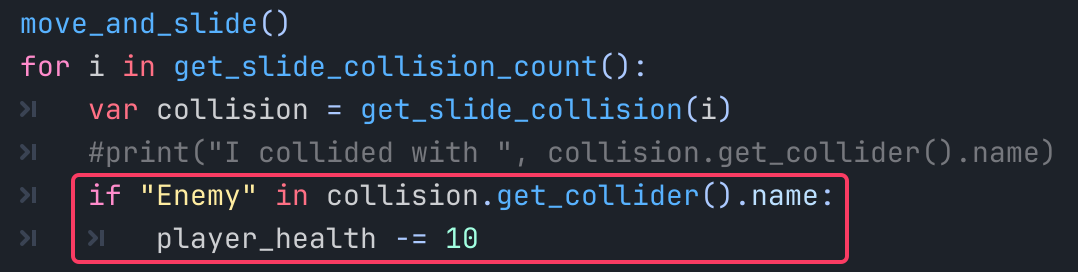 move_and_slide()
for i in get_slide_collision_count():
    var collision = get_slide_collision(i)
    #print("I collided with ", collision.get_collider().name)
    if "Enemy" in collision.get_collider().name:
        player_health -= 10